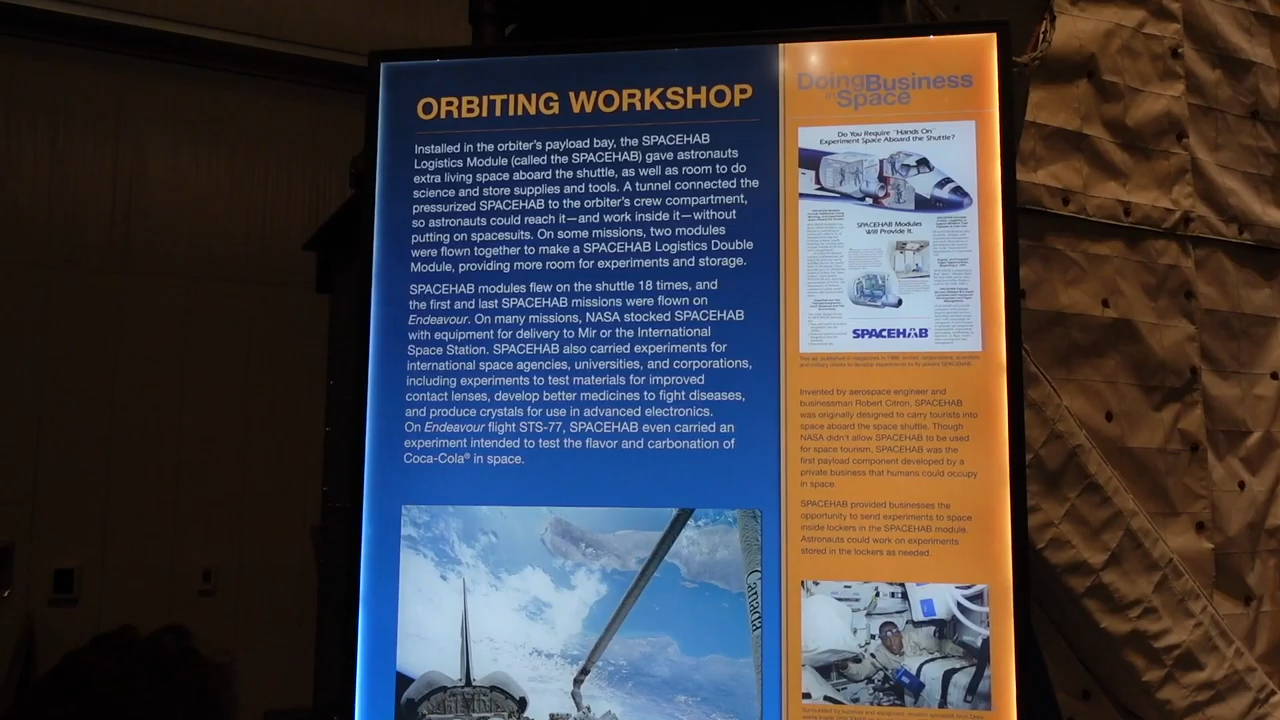 ORBITING WORKSHOP
Installed in the orbiter's payload bay, the SPACEHAB
Logistics Module (called the SPACEHAB) gave astronauts
extra living space aboard the shuttle, as well as room to do
science and store supplies and tools. A tunnel connected the
pressurized SPACEHAB to the orbiter's crew compartment,
so astronauts could reach it—and work inside it—without
putting on spacesuits. On some missions, two modules
were flown together to make a SPACEHAB Logistics Double
Module, providing more room for experiments and storage.
SPACEHAB modules flew on the shuttle 18 times, and
the first and last SPACEHAB missions were flown on
Endeavour. On many missions, NASA stocked SPACEHAB
with equipment for delivery to Mir or the International
Space Station. SPACEHAB also carried experiments for
international space agencies, universities, and corporations,
including experiments to test materials for improved
contact lenses, develop better medicines to fight diseases,
and produce crystals for use in advanced electronics.
On Endeavour flight STS-77, SPACEHAB even carried an
experiment intended to test the flavor and carbonation of
Coca-Cola® in space.
Canada
Doing Business
in Space
Do You Require "Hands On"
Experiment Space Aboard the Shuttle?
SPACEHAB Modules
Will Provide It.
SPACEHAB
Invented by aerospace engineer and
businessman Robert Citron, SPACEHAB
was originally designed to carry tourists into
space aboard the space shuttle. Though
NASA didn't allow SPACEHAB to be used
for space tourism, SPACEHAB was the
first payload component developed by a
private business that humans could occupy
in space.
SPACEHAB provided businesses the
opportunity to send experiments to space
inside lockers in the SPACEHAB module.
Astronauts could work on experiments
stored in the lockers as needed.